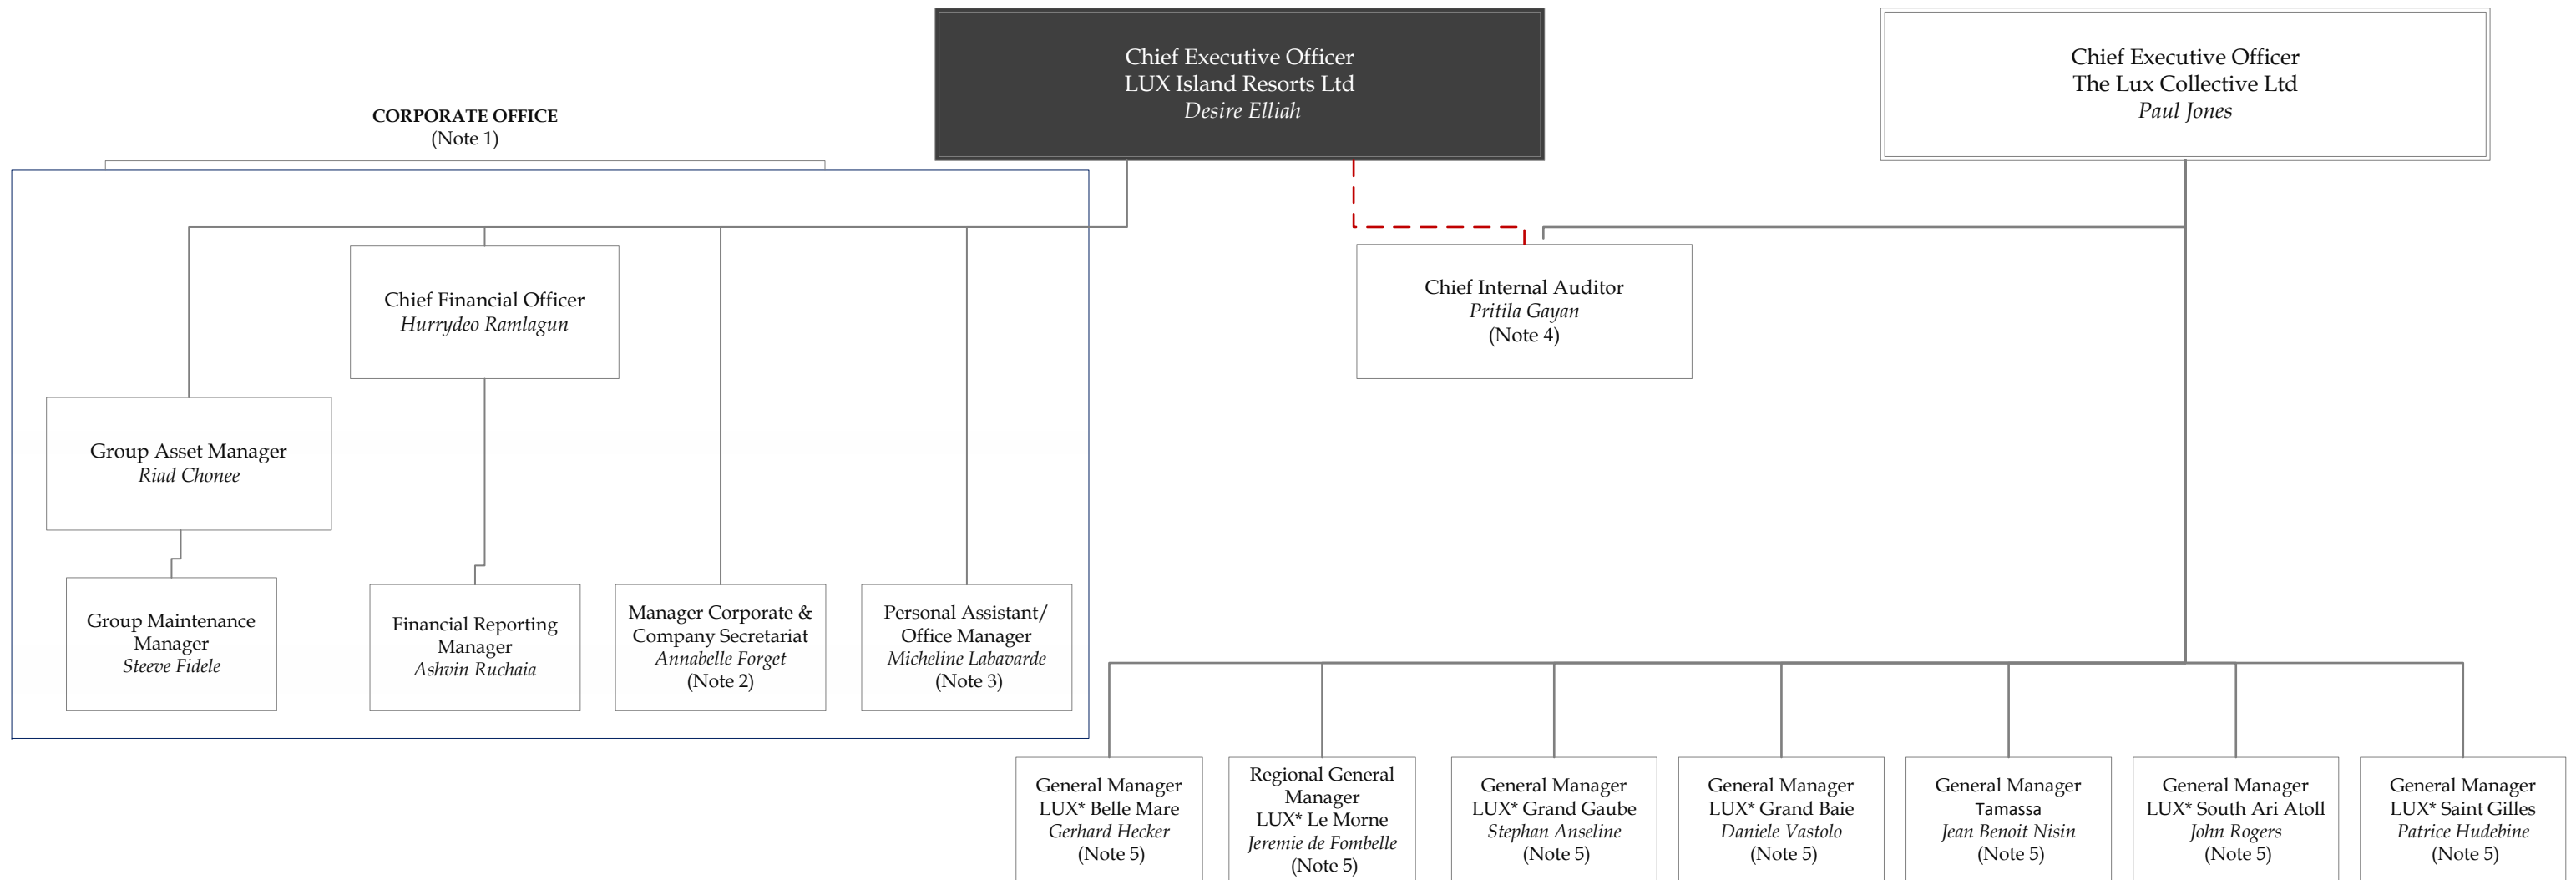 Chief Executive Officer
LUX Island Resorts Ltd
Desire Elliah
Chief Executive Officer
The Lux Collective Ltd
Paul Jones
CORPORATE OFFICE
(Note 1)
Chief Financial Officer
Hurrydeo Ramlagun
Chief Internal Auditor
Pritila Gayan
(Note 4)
Group Asset Manager
Riad Chonee
Group Maintenance
Manager
Steeve Fidele
Financial Reporting
Manager
Ashvin Ruchaia
Manager Corporate &
Company Secretariat
Annabelle Forget
(Note 2)
Personal Assistant/
Office Manager
Micheline Labavarde
(Note 3)
General Manager
LUX* Belle Mare
Gerhard Hecker
(Note 5)
Regional General
Manager
LUX* Le Morne
Jeremie de Fombelle
(Note 5)
General Manager
LUX* Grand Gaube
Stephan Anseline
(Note 5)
General Manager
LUX* Grand Baie
Daniele Vastolo
(Note 5)
General Manager
Tamassa
Jean Benoit Nisin
(Note 5)
General Manager
LUX* South Ari Atoll
John Rogers
(Note 5)
General Manager
LUX* Saint Gilles
Patrice Hudebine
(Note 5)